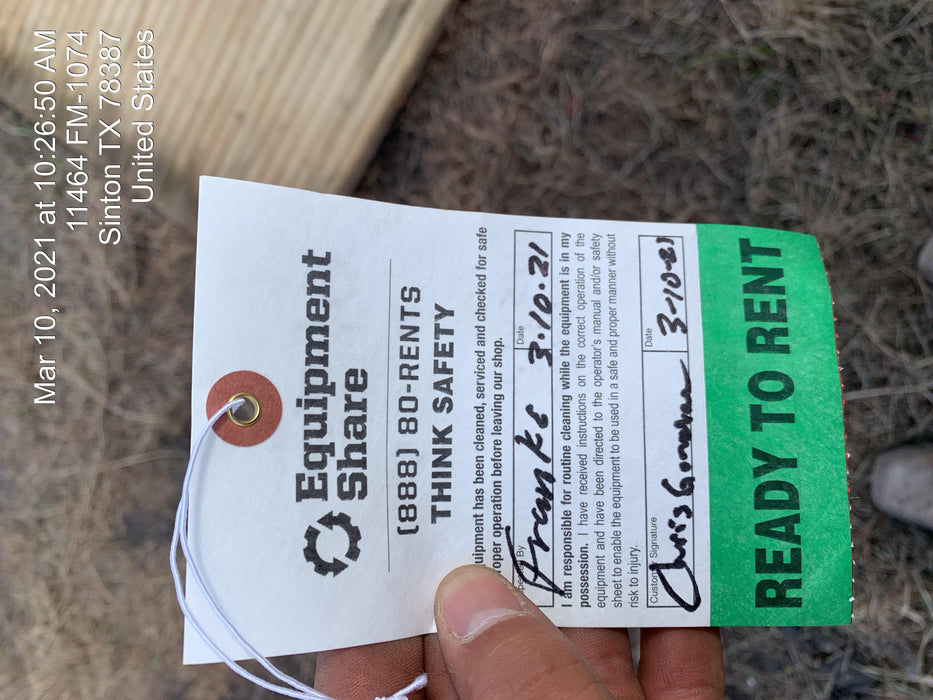 Mar 10, 2021 at 10:26:50 AM
11464 FM-1074
Sinton TX 78387
United States
Equipment
Share
(888) 80-RENTS
THINK SAFETY
uipment has been cleaned, serviced and checked for safe
roper operation before leaving our shop.
By Date
Frank 3.10.21
I am responsible for routine cleaning while the equipment is in my
possession. I have received instructions on the correct operation of the
equipment and have been directed to the operator's manual and/or safety
sheet to enable the equipment to be used in a safe and proper manner without
risk to injury.
Customer Signature Date
Chris 3-10-21
READY TO RENT